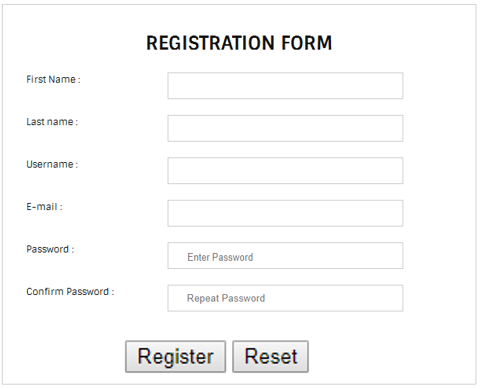 REGISTRATION FORM
First Name :
Last name :
Username :
E-mail :
Password :
Enter Password
Confirm Password :
Repeat Password
Register Reset